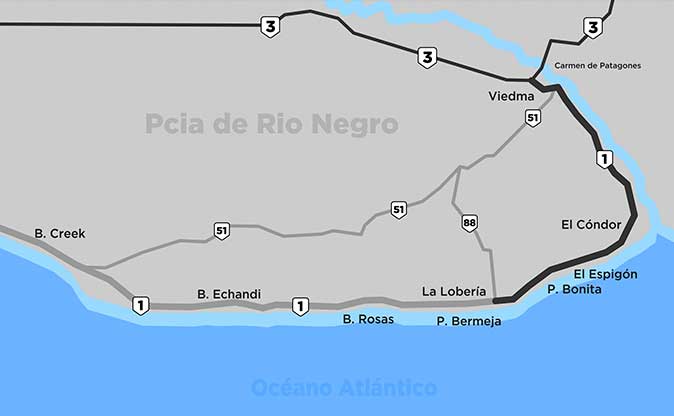 3
3
3
Carmen de Patagones
Viedma
51
Pcia de Rio Negro
1
51
88
El Cóndor
51
B. Creek
El Espigón
P. Bonita
La Lobería
B. Echandi
1
1
B. Rosas
P. Bermeja
Océano Atlántico